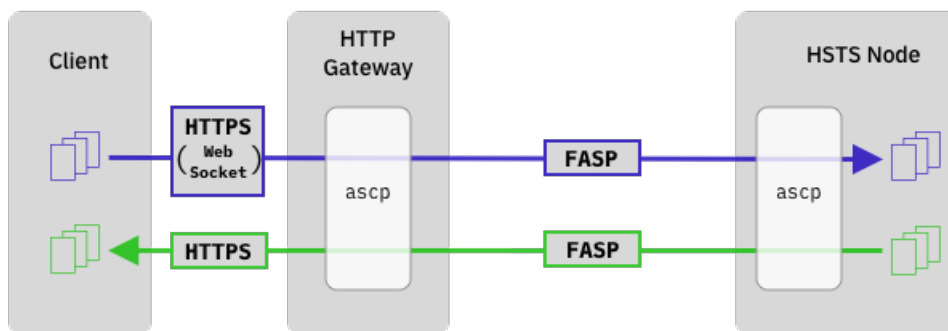 Client
HTTP
Gateway
HSTS Node
HTTPS
(Web
Socket)
FASP
ascp
ascp
HTTPS
FASP